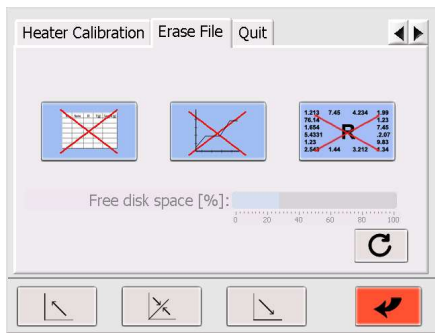 Heater Calibration Erase File Quit
1.213 7.45 4.234 1.99
76.14 1.23
1.654 7.45
5.4331 R .2.07
1.23 9.83
2.543 1.44 3.212 .34
Free disk space [%]:
0 20 40 60 80 100
C